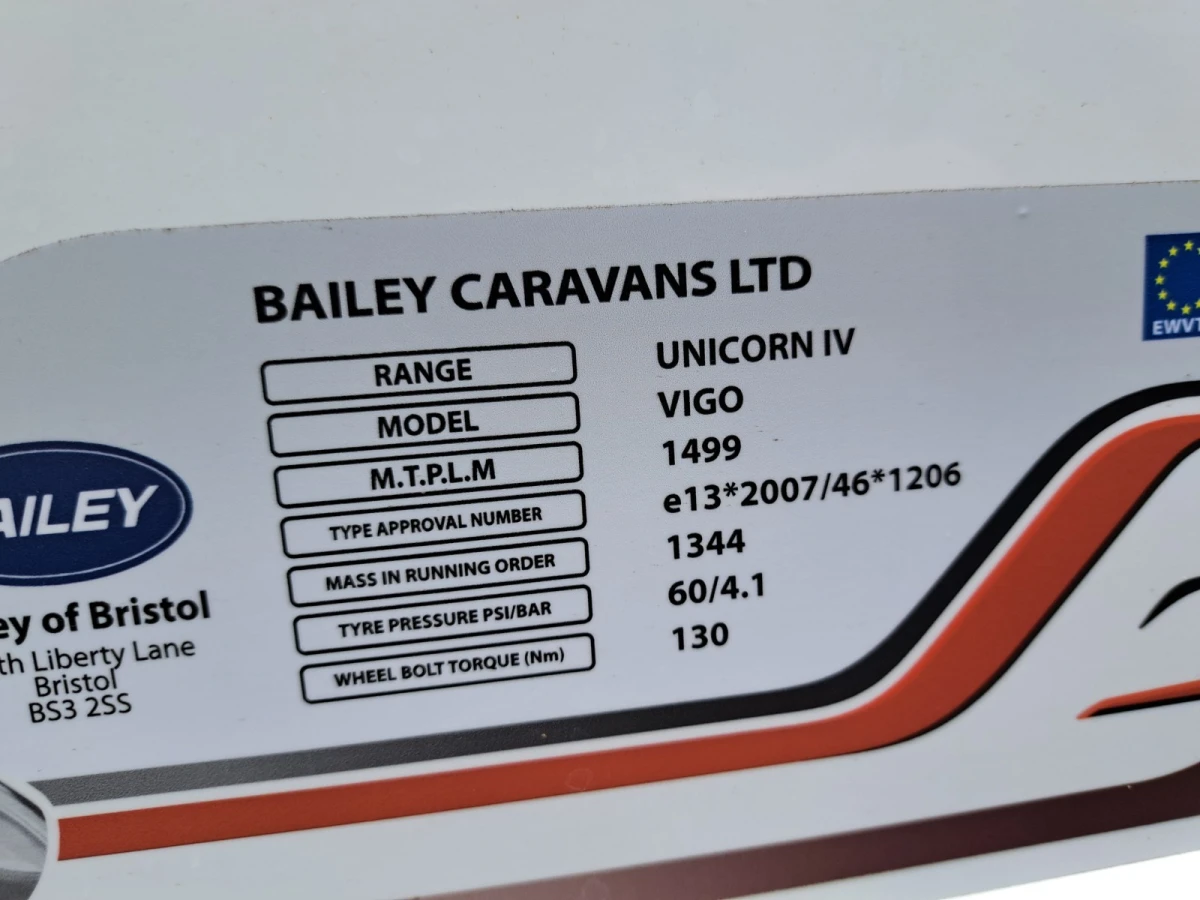 BAILEY CARAVANS LTD
RANGE UNICORN IV
MODEL VIGO
M.T.P.L.M 1499
TYPE APPROVAL NUMBER e13*2007/46*1206
MASS IN RUNNING ORDER 1344
TYRE PRESSURE PSI/BAR 60/4.1
WHEEL BOLT TORQUE (Nm) 130
AILEY
ey of Bristol
th Liberty Lane
Bristol
BS3 2SS
EWVT